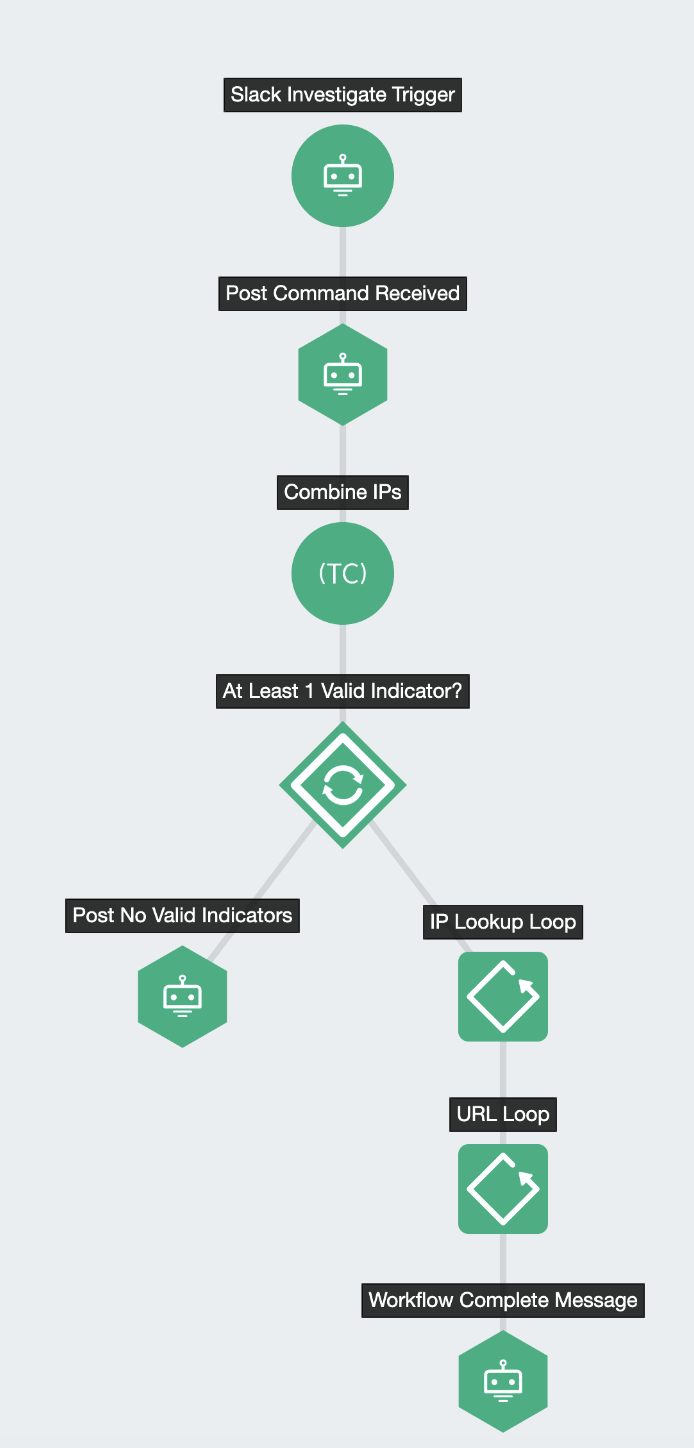 Slack Investigate Trigger
Post Command Received
Combine IPs
(TC)
At Least 1 Valid Indicator?
Post No Valid Indicators
IP Lookup Loop
URL Loop
Workflow Complete Message